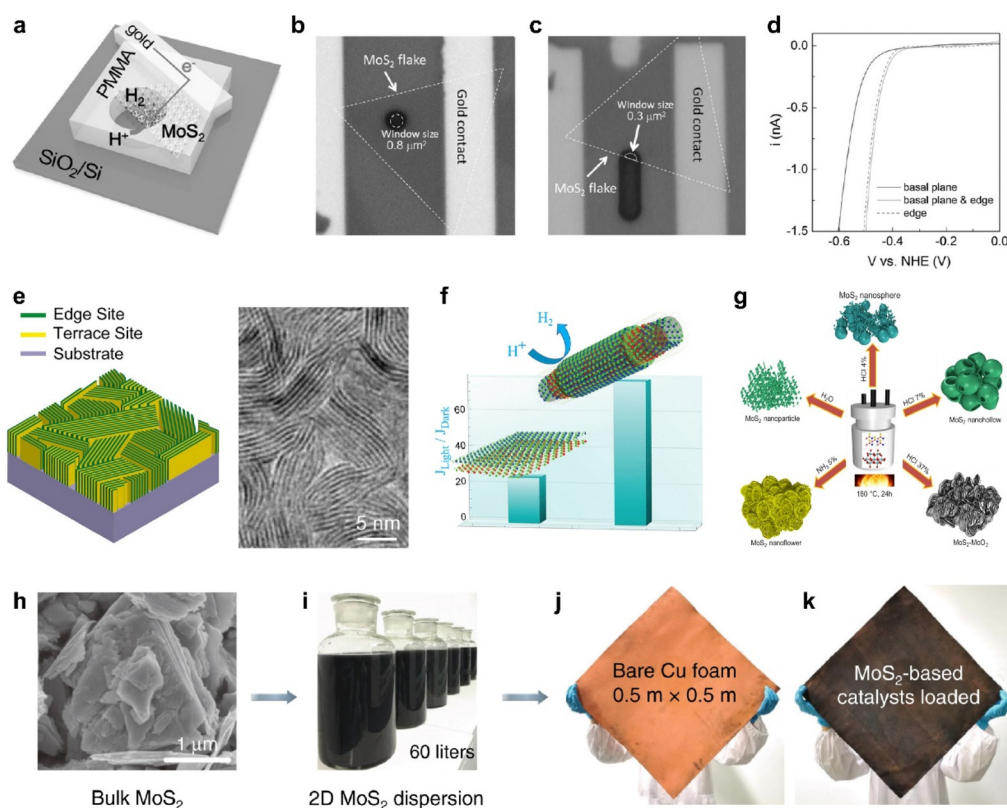 a
gold
e⁻
PMMA
H₂
H⁺
MoS₂
SiO₂/Si
b
MoS₂ flake
Window size
0.8 μm²
Gold contact
c
Window size
0.3 μm²
MoS₂ flake
Gold contact
d
0.0
-0.5
-1.0
-1.5
i (nA)
basal plane
basal plane & edge
edge
-0.6
-0.4
-0.2
0.0
V vs. NHE (V)
e
Edge Site
Terrace Site
Substrate
5 nm
f
H₂
H⁺
60
40
20
0
J_Light / J_Dark
g
MoS₂ nanosphere
HCl 4%
MoS₂ nanoparticle
H₂O
HCl 7%
MoS₂ nanohollow
NH₃ 5%
HCl 37%
180 °C, 24h
MoS₂ nanoflower
MoS₂-MoO₂
h
1 μm
Bulk MoS₂
i
60 liters
2D MoS₂ dispersion
j
Bare Cu foam
0.5 m × 0.5 m
k
MoS₂-based
catalysts loaded